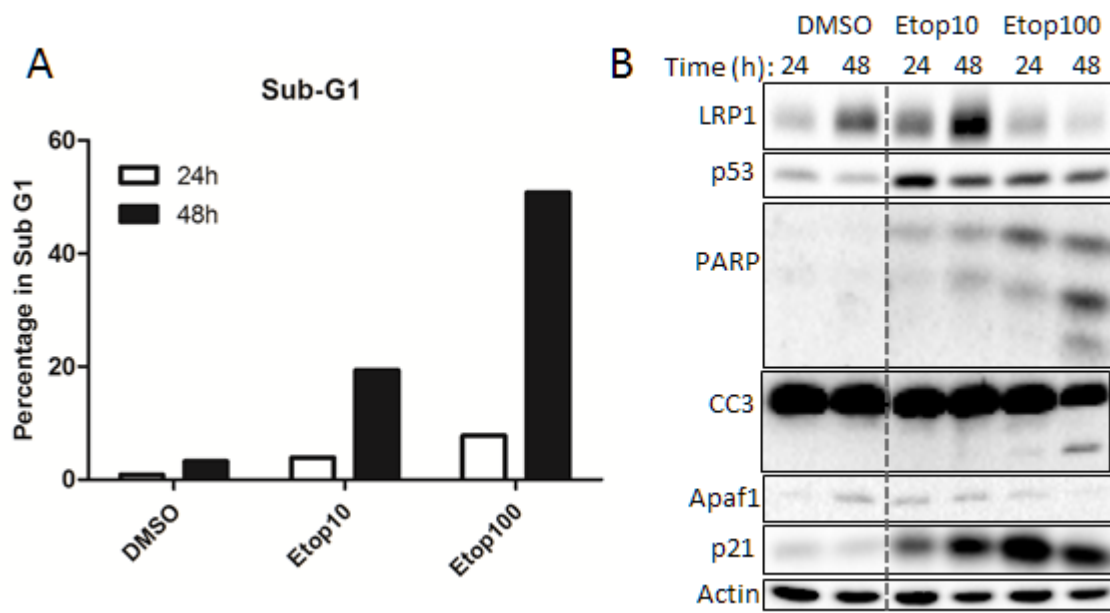 A
Sub-G1
Percentage in Sub G1
60
40
20
0
24h
48h
DMSO
Etop10
Etop100
B
DMSO Etop10 Etop100
Time (h): 24 48 24 48 24 48
LRP1
p53
PARP
CC3
Apaf1
p21
Actin